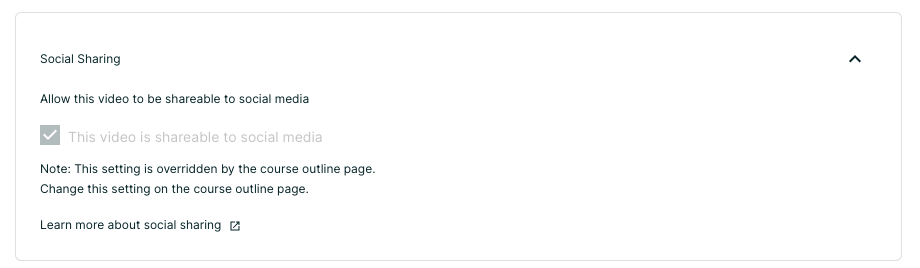 Social Sharing
Allow this video to be shareable to social media
This video is shareable to social media
Note: This setting is overridden by the course outline page.
Change this setting on the course outline page.
Learn more about social sharing